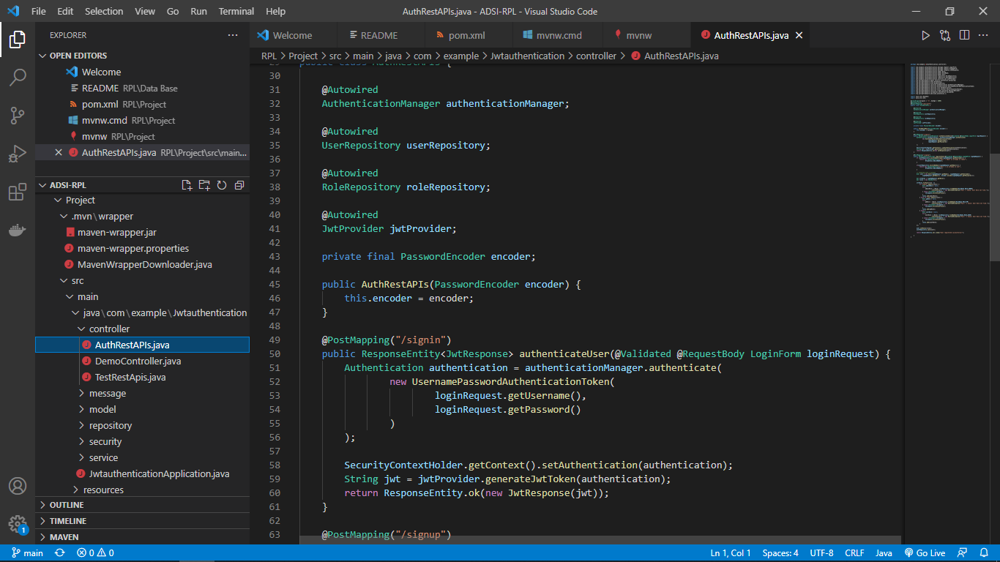 File Edit Selection View Go Run Terminal Help AuthRestAPIs.java - ADSI-RPL - Visual Studio Code
EXPLORER
Welcome README pom.xml mvnw.cmd mvnw AuthRestAPIs.java
RPL > Project > src > main > java > com > example > Jwtauthentication > controller > AuthRestAPIs.java
OPEN EDITORS
Welcome
README RPL\Data Base
pom.xml RPL\Project
mvnw.cmd RPL\Project
mvnw RPL\Project
AuthRestAPIs.java RPL\Project\src\main...
ADSI-RPL
Project
.mvn\wrapper
maven-wrapper.jar
maven-wrapper.properties
MavenWrapperDownloader.java
src
main
java\com\example\Jwtauthentication
controller
AuthRestAPIs.java
DemoController.java
TestRestApis.java
message
model
repository
security
service
JwtauthenticationApplication.java
resources
OUTLINE
TIMELINE
MAVEN
1
29 public class AuthRestAPIs {
30
31 @Autowired
32 AuthenticationManager authenticationManager;
33
34 @Autowired
35 UserRepository userRepository;
36
37 @Autowired
38 RoleRepository roleRepository;
39
40 @Autowired
41 JwtProvider jwtProvider;
42
43 private final PasswordEncoder encoder;
44
45 public AuthRestAPIs(PasswordEncoder encoder) {
46 this.encoder = encoder;
47 }
48
49 @PostMapping("/signin")
50 public ResponseEntity<JwtResponse> authenticateUser(@Validated @RequestBody LoginForm loginRequest) {
51 Authentication authentication = authenticationManager.authenticate(
52 new UsernamePasswordAuthenticationToken(
53 loginRequest.getUsername(),
54 loginRequest.getPassword()
55 )
56 );
57
58 SecurityContextHolder.getContext().setAuthentication(authentication);
59 String jwt = jwtProvider.generateJwtToken(authentication);
60 return ResponseEntity.ok(new JwtResponse(jwt));
61 }
62
63 @PostMapping("/signup")
main 0 0 Ln 1, Col 1 Spaces: 4 UTF-8 CRLF Java Go Live